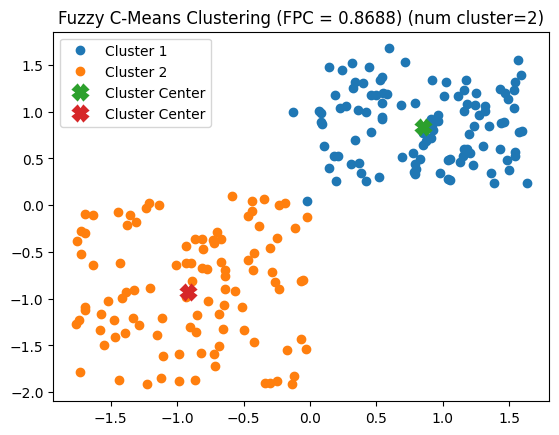 Fuzzy C-Means Clustering (FPC = 0.8688) (num cluster=2)
Cluster 1
Cluster 2
Cluster Center
Cluster Center
1.5
1.0
0.5
0.0
−0.5
−1.0
−1.5
−2.0
−1.5 −1.0 −0.5 0.0 0.5 1.0 1.5